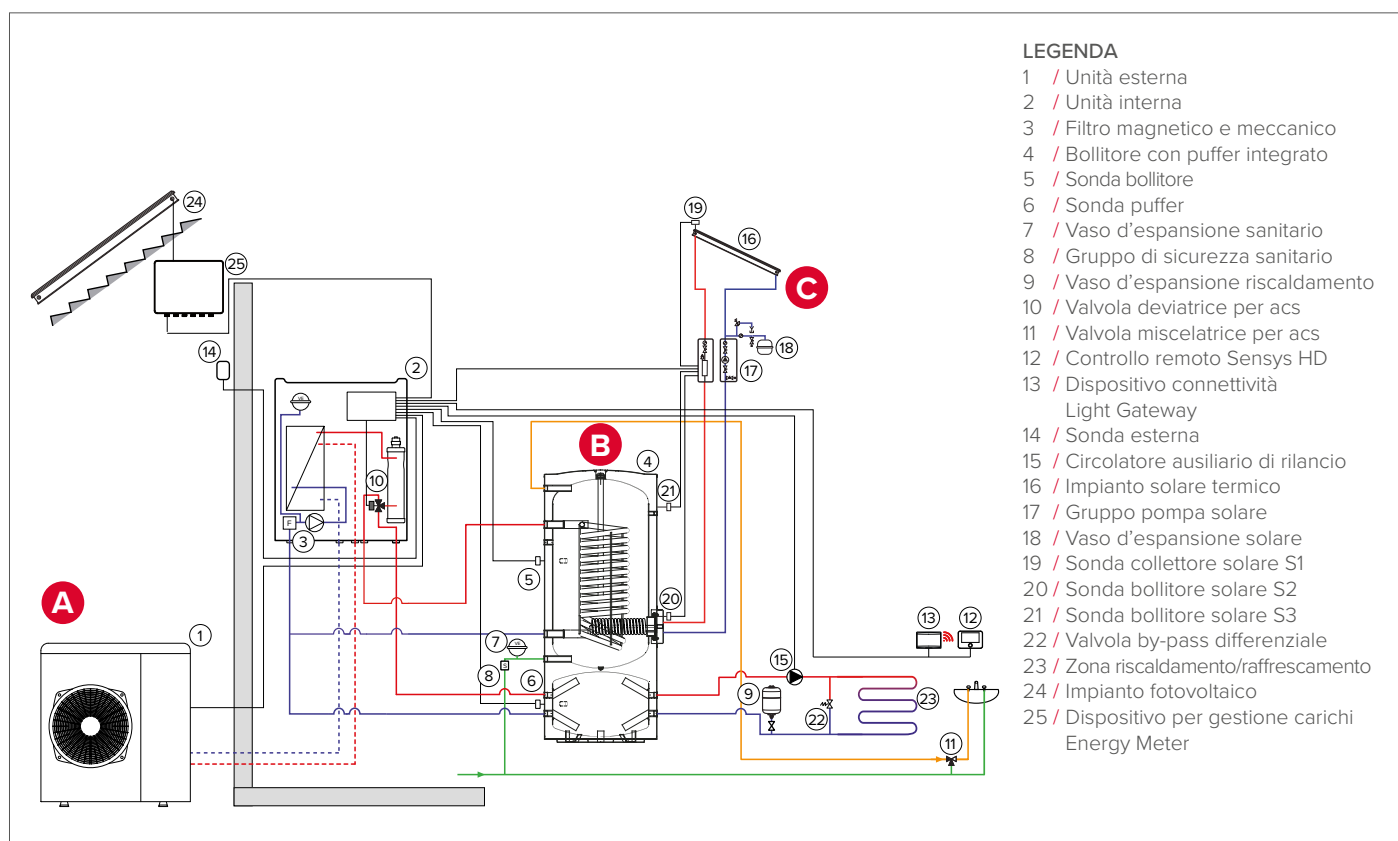 LEGENDA
1 / Unità esterna
2 / Unità interna
3 / Filtro magnetico e meccanico
4 / Bollitore con puffer integrato
5 / Sonda bollitore
6 / Sonda puffer
7 / Vaso d'espansione sanitario
8 / Gruppo di sicurezza sanitario
9 / Vaso d'espansione riscaldamento
10 / Valvola deviatrice per acs
11 / Valvola miscelatrice per acs
12 / Controllo remoto Sensys HD
13 / Dispositivo connettività
Light Gateway
14 / Sonda esterna
15 / Circolatore ausiliario di rilancio
16 / Impianto solare termico
17 / Gruppo pompa solare
18 / Vaso d'espansione solare
19 / Sonda collettore solare S1
20 / Sonda bollitore solare S2
21 / Sonda bollitore solare S3
22 / Valvola by-pass differenziale
23 / Zona riscaldamento/raffrescamento
24 / Impianto fotovoltaico
25 / Dispositivo per gestione carichi
Energy Meter
24
19
16
25
C
14
2
18
17
VE
B
4
10
21
F
3
5
20
A
1
7
VE
13
12
8
S
6
15
9
22
23
11